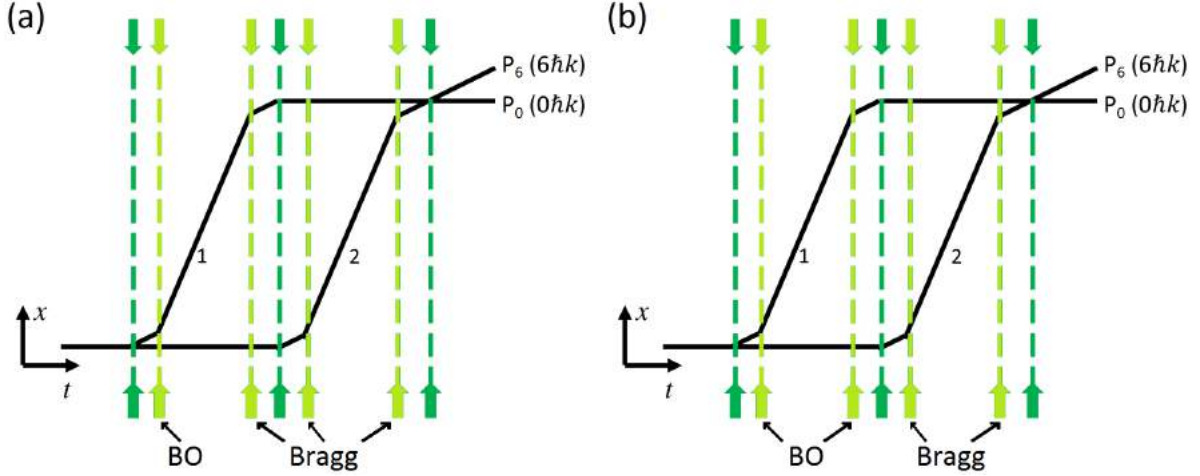 (a)
P₆ (6ħk)
P₀ (0ħk)
1
2
x
t
BO
Bragg
(b)
P₆ (6ħk)
P₀ (0ħk)
1
2
x
t
BO
Bragg